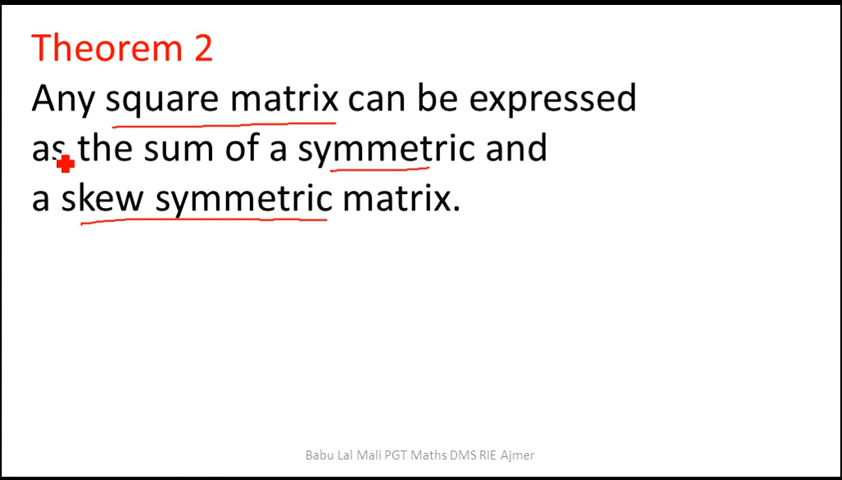 Theorem 2
Any square matrix can be expressed
as the sum of a symmetric and
a skew symmetric matrix.
Babu Lal Mali PGT Maths DMS RIE Ajmer